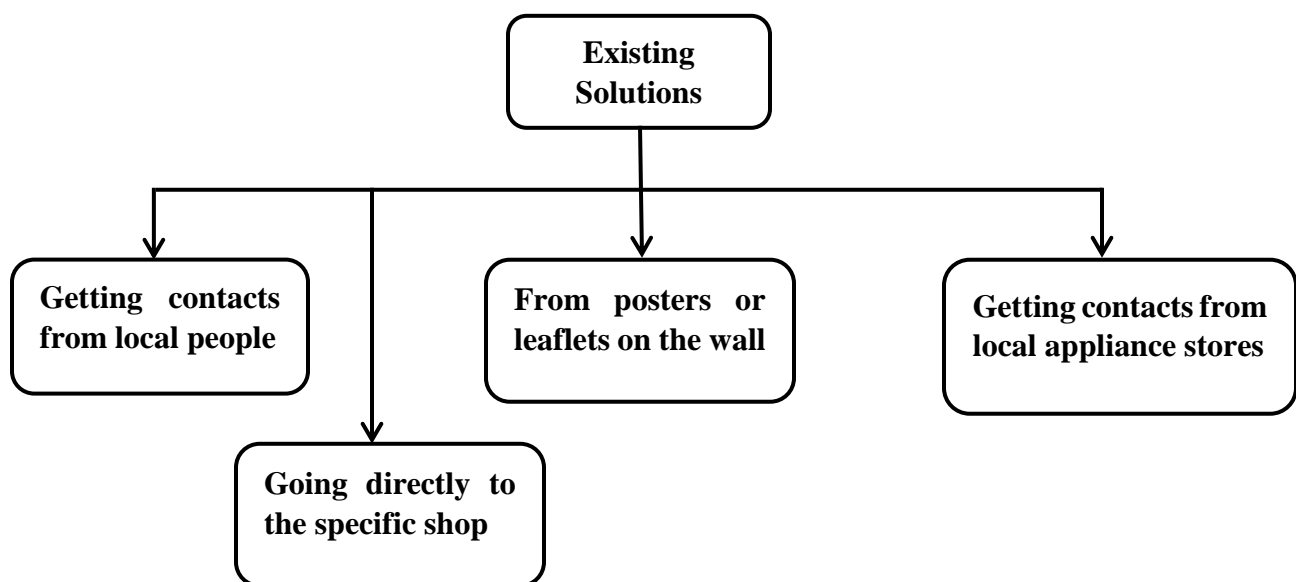 Existing
Solutions
Getting contacts
from local people
From posters or
leaflets on the wall
Getting contacts from
local appliance stores
Going directly to
the specific shop